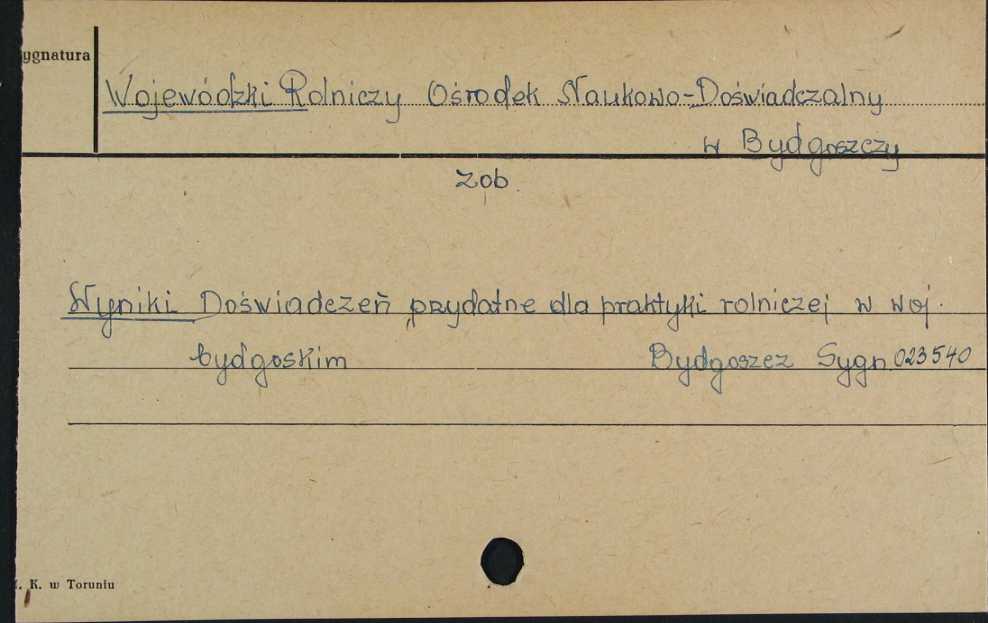 ygnatura
Wojewódzki Rolniczy Ośrodek Naukowo-Doświadczalny
w Bydgoszczy
Zob.
Wyniki Doświadczeń przydatne dla praktyki rolniczej w woj.
bydgoskim Bydgoszcz Sygn. 023540
K. w Toruniu